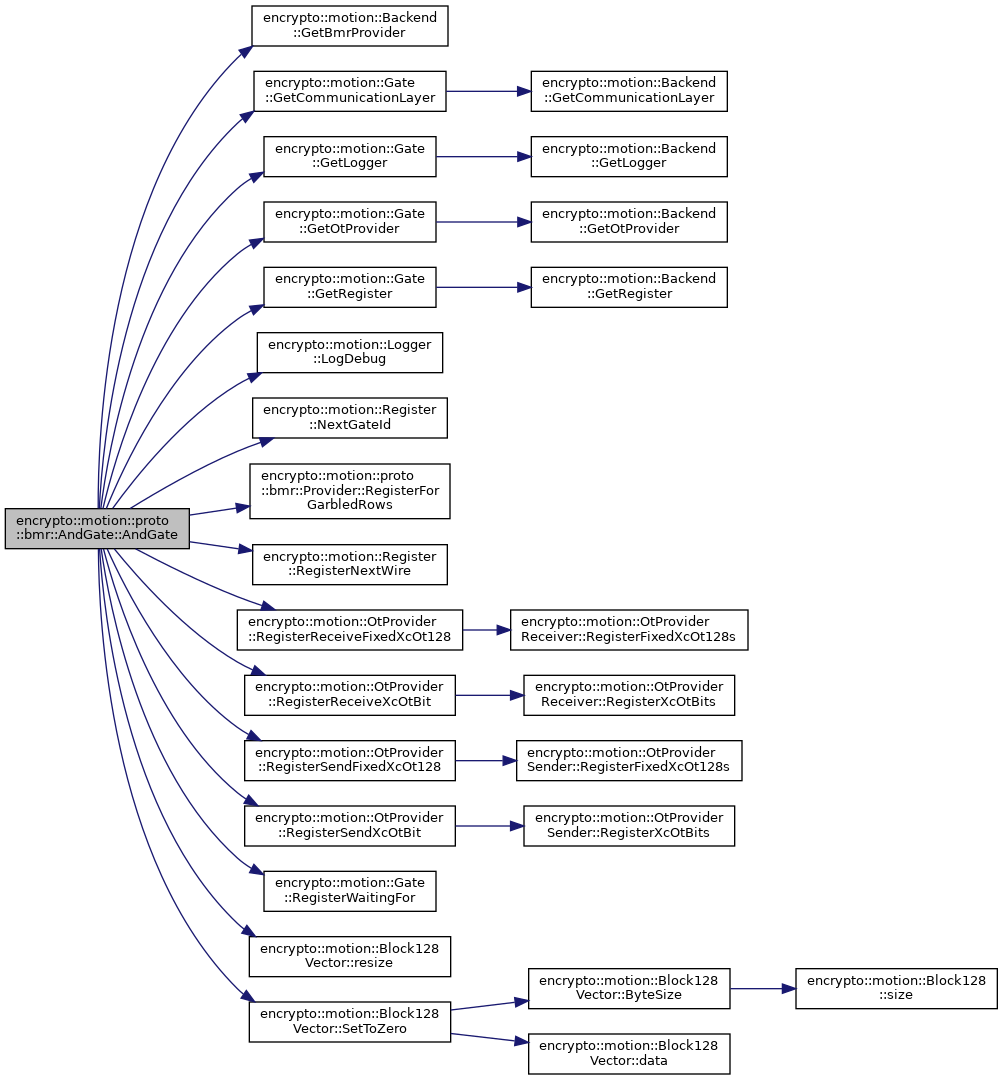 encrypto::motion::Backend
::GetBmrProvider
encrypto::motion::Gate
::GetCommunicationLayer
encrypto::motion::Backend
::GetCommunicationLayer
encrypto::motion::Gate
::GetLogger
encrypto::motion::Backend
::GetLogger
encrypto::motion::Gate
::GetOtProvider
encrypto::motion::Backend
::GetOtProvider
encrypto::motion::Gate
::GetRegister
encrypto::motion::Backend
::GetRegister
encrypto::motion::Logger
::LogDebug
encrypto::motion::Register
::NextGateId
encrypto::motion::proto
::bmr::Provider::RegisterFor
GarbledRows
encrypto::motion::proto
::bmr::AndGate::AndGate
encrypto::motion::Register
::RegisterNextWire
encrypto::motion::OtProvider
::RegisterReceiveFixedXcOt128
encrypto::motion::OtProvider
Receiver::RegisterFixedXcOt128s
encrypto::motion::OtProvider
::RegisterReceiveXcOtBit
encrypto::motion::OtProvider
Receiver::RegisterXcOtBits
encrypto::motion::OtProvider
::RegisterSendFixedXcOt128
encrypto::motion::OtProvider
Sender::RegisterFixedXcOt128s
encrypto::motion::OtProvider
::RegisterSendXcOtBit
encrypto::motion::OtProvider
Sender::RegisterXcOtBits
encrypto::motion::Gate
::RegisterWaitingFor
encrypto::motion::Block128
Vector::resize
encrypto::motion::Block128
Vector::SetToZero
encrypto::motion::Block128
Vector::ByteSize
encrypto::motion::Block128
::size
encrypto::motion::Block128
Vector::data